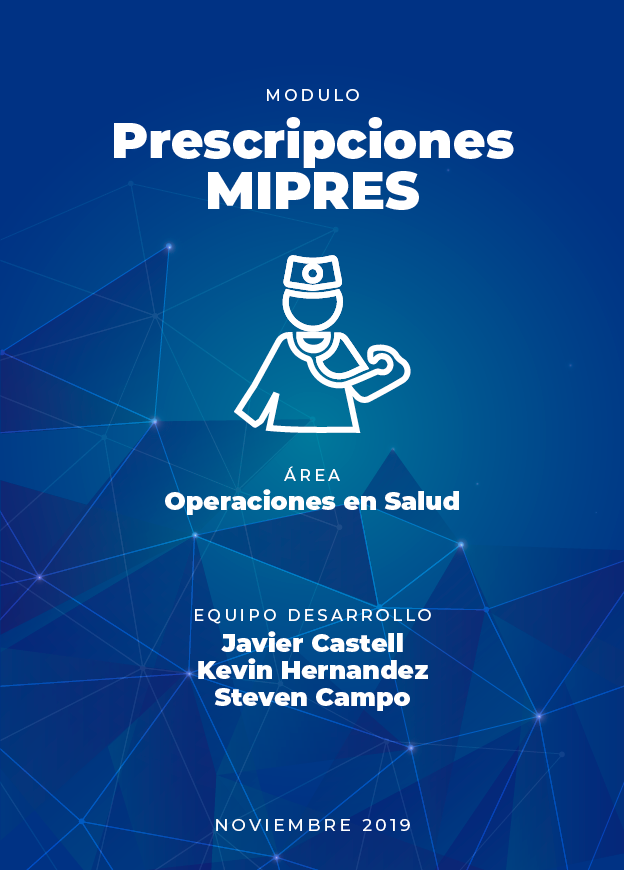 MODULO
Prescripciones
MIPRES
ÁREA
Operaciones en Salud
EQUIPO DESARROLLO
Javier Castell
Kevin Hernandez
Steven Campo
NOVIEMBRE 2019